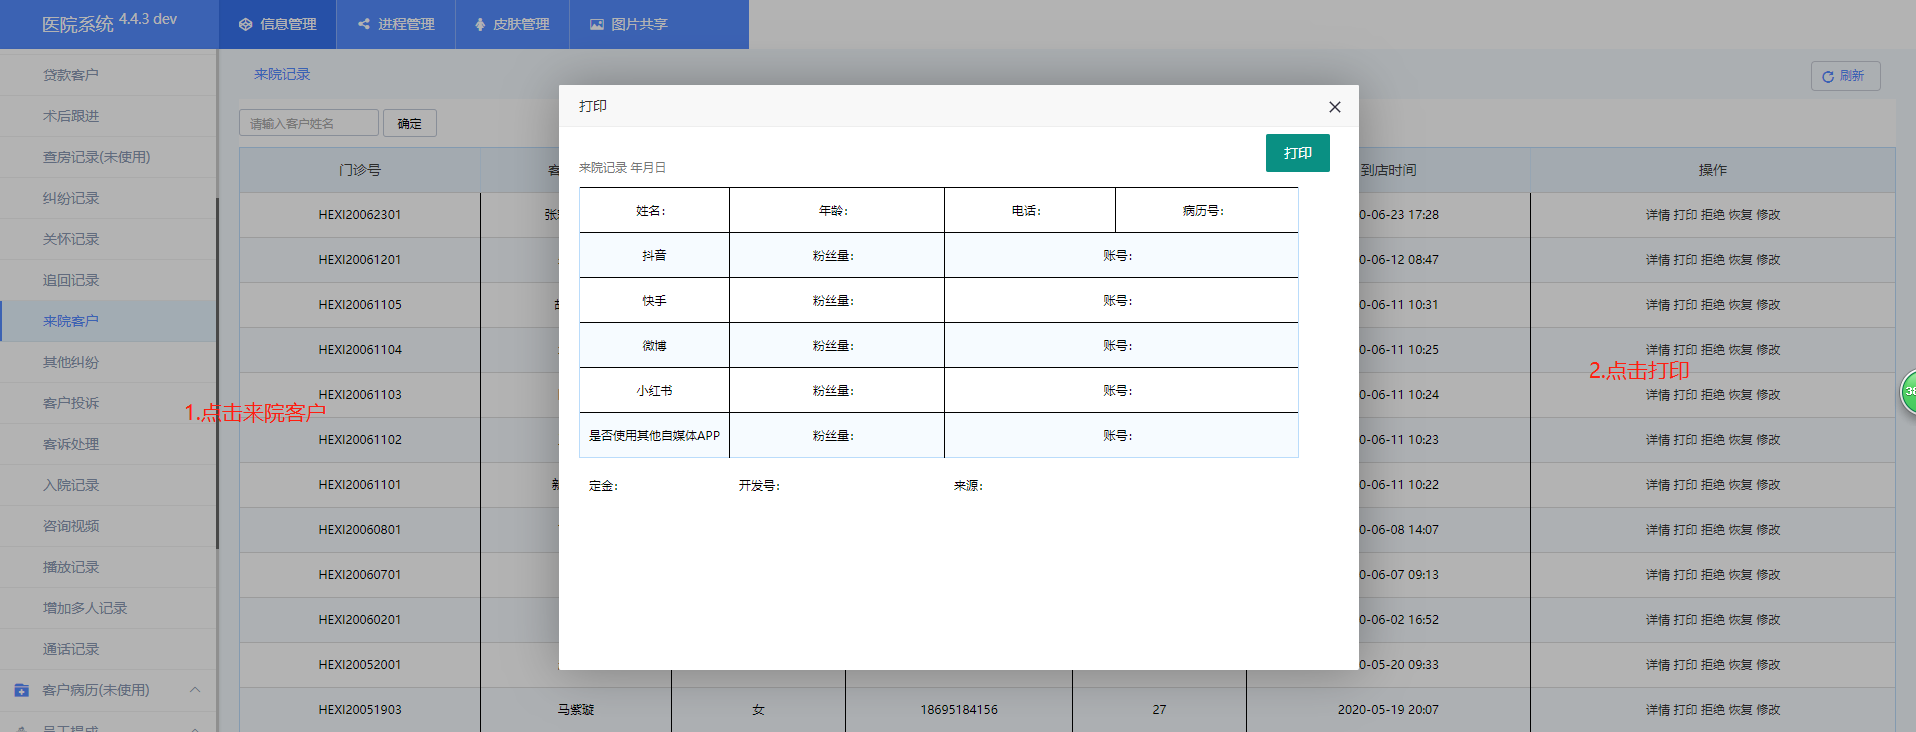 医院系统 4.4.3 dev
信息管理
进程管理
皮肤管理
图片共享
贷款客户
术后跟进
查房记录(未使用)
纠纷记录
关怀记录
追回记录
来院客户
其他纠纷
客户投诉
客诉处理
入院记录
咨询视频
播放记录
增加多人记录
通话记录
客户病历(未使用)
来院记录
刷新
请输入客户姓名
确定
门诊号 到店时间 操作
HEXI20062301 0-06-23 17:28 详情 打印 拒绝 恢复 修改
HEXI20061201 0-06-12 08:47 详情 打印 拒绝 恢复 修改
HEXI20061105 0-06-11 10:31 详情 打印 拒绝 恢复 修改
HEXI20061104 0-06-11 10:25 详情 打印 拒绝 恢复 修改
HEXI20061103 0-06-11 10:24 详情 打印 拒绝 恢复 修改
HEXI20061102 0-06-11 10:23 详情 打印 拒绝 恢复 修改
HEXI20061101 0-06-11 10:22 详情 打印 拒绝 恢复 修改
HEXI20060801 0-06-08 14:07 详情 打印 拒绝 恢复 修改
HEXI20060701 0-06-07 09:13 详情 打印 拒绝 恢复 修改
HEXI20060201 0-06-02 16:52 详情 打印 拒绝 恢复 修改
HEXI20052001 0-05-20 09:33 详情 打印 拒绝 恢复 修改
HEXI20051903 马紫璇 女 18695184156 27 2020-05-19 20:07 详情 打印 拒绝 恢复 修改
1.点击来院客户
2.点击打印
38
打印
打印
来院记录 年月日
姓名: 年龄: 电话: 病历号:
抖音 粉丝量: 账号:
快手 粉丝量: 账号:
微博 粉丝量: 账号:
小红书 粉丝量: 账号:
是否使用其他自媒体APP 粉丝量: 账号:
定金: 开发号: 来源: